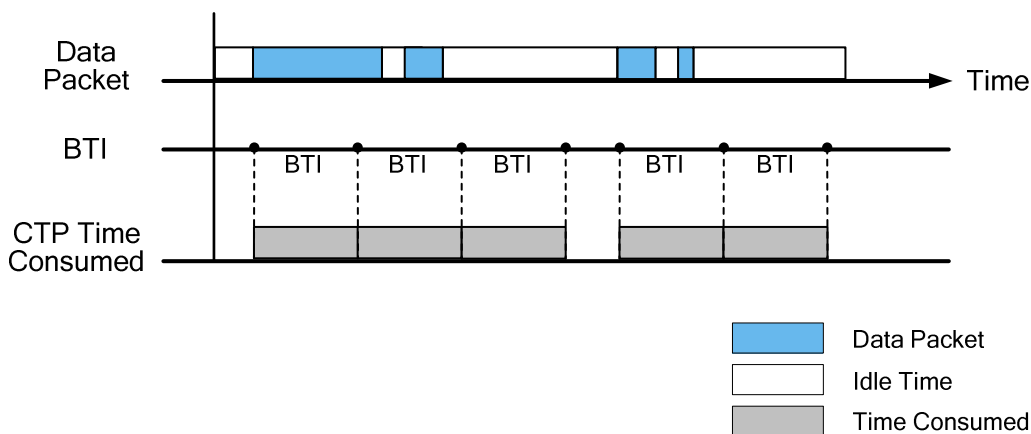 Data
Packet
Time
BTI
BTI
BTI
BTI
BTI
BTI
CTP Time
Consumed
Data Packet
Idle Time
Time Consumed